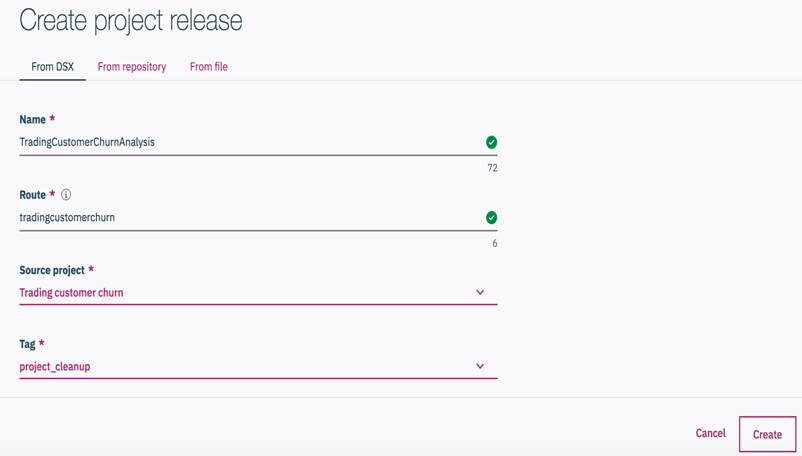 Create project release
From DSX From repository From file
Name *
TradingCustomerChurnAnalysis
72
Route *
tradingcustomerchurn
6
Source project *
Trading customer churn
Tag *
project_cleanup
Cancel Create